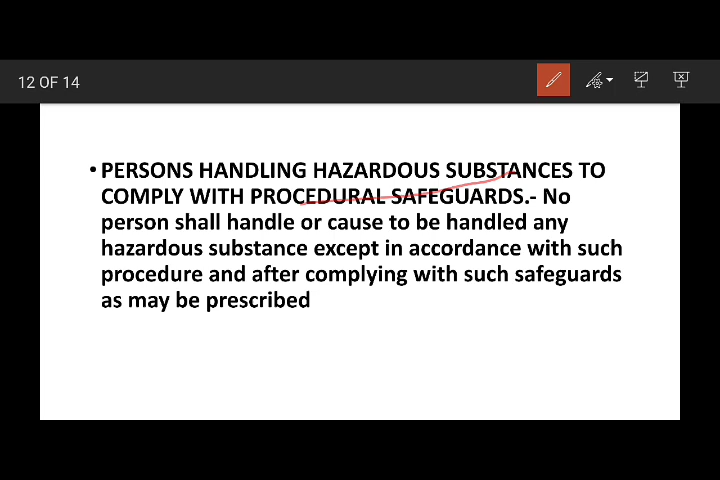 12 OF 14
• PERSONS HANDLING HAZARDOUS SUBSTANCES TO
COMPLY WITH PROCEDURAL SAFEGUARDS.- No
person shall handle or cause to be handled any
hazardous substance except in accordance with such
procedure and after complying with such safeguards
as may be prescribed